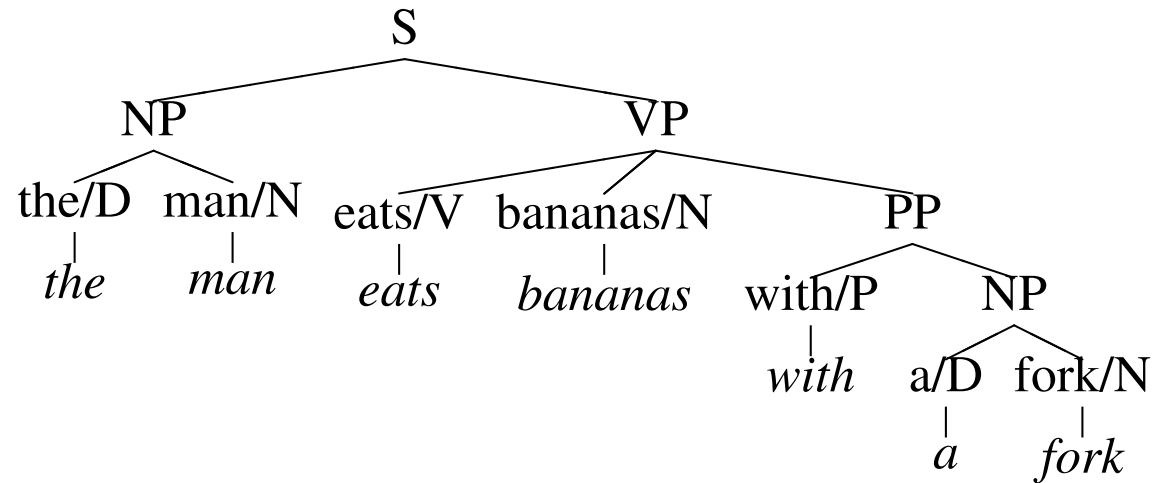 S
NP VP
the/D man/N eats/V bananas/N PP
the man eats bananas with/P NP
with a/D fork/N
a fork